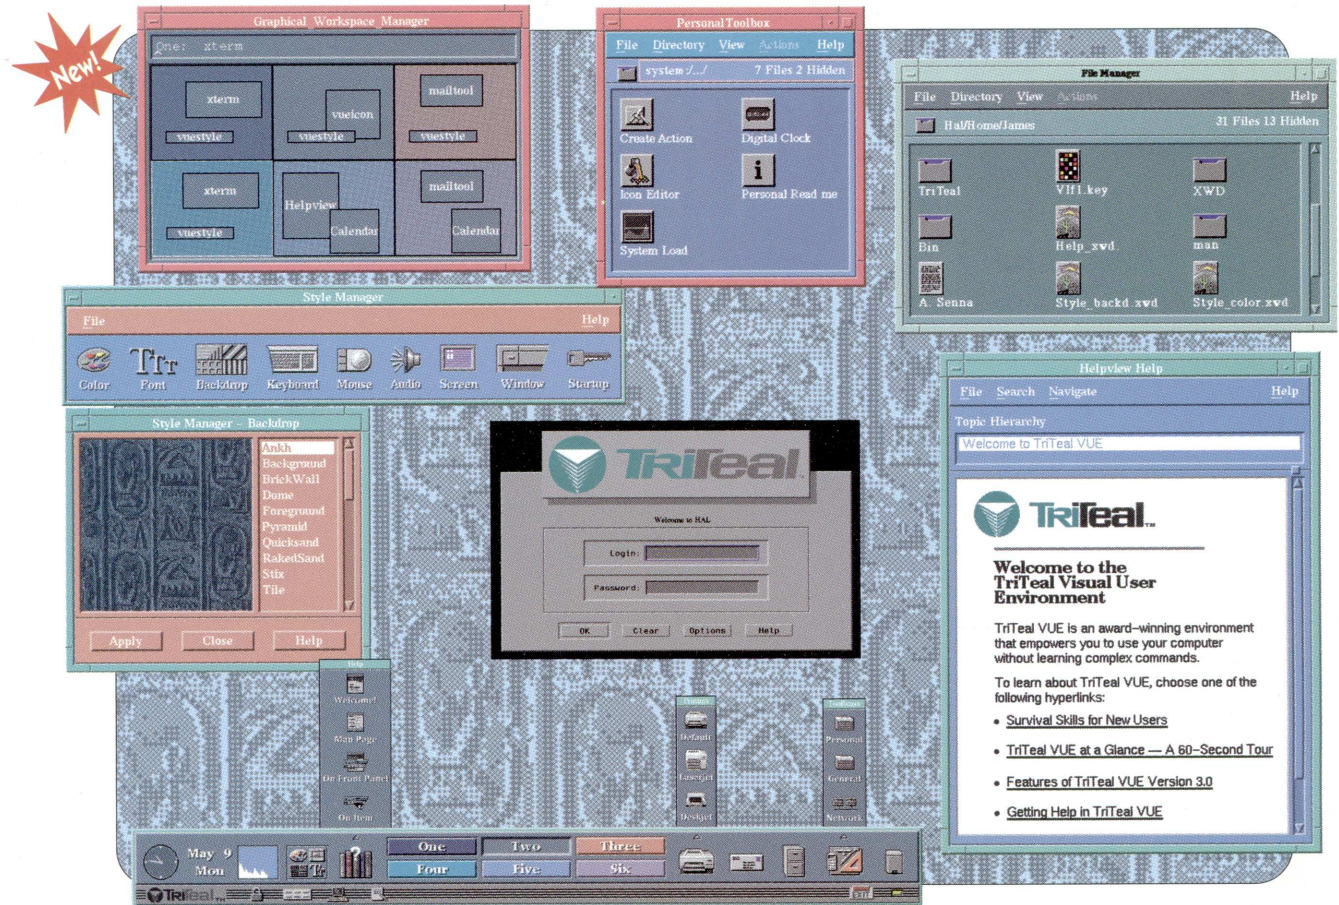 New!
Graphical_Workspace_Manager
One: xterm
xterm
vuestyle
vueicon
vuestyle
mailtool
vuestyle
xterm
vuestyle
Helpview
Calendar
mailtool
Calendar
Personal Toolbox
File Directory View Actions Help
system:/.../ 7 Files 2 Hidden
Create Action
Digital Clock
Icon Editor
Personal Read me
System Load
File Manager
File Directory View Actions Help
Hal/Home/James 31 Files 13 Hidden
TriTeal
VIf1.key
XWD
Bin
Help_xwd.
man
A. Senna
Style_backd.xwd
Style_color.xwd
Style Manager
File Help
Color Font Backdrop Keyboard Mouse Audio Screen Window Startup
Style Manager - Backdrop
Ankh
Background
BrickWall
Dome
Foreground
Pyramid
Quicksand
RakedSand
Stix
Tile
Apply Close Help
TriTeal
Welcome to HAL
Login:
Password:
OK Clear Options Help
Helpview Help
File Search Navigate Help
Topic Hierarchy
Welcome to TriTeal VUE
TriTeal™
Welcome to the
TriTeal Visual User
Environment
TriTeal VUE is an award-winning environment
that empowers you to use your computer
without learning complex commands.
To learn about TriTeal VUE, choose one of the
following hyperlinks:
• Survival Skills for New Users
• TriTeal VUE at a Glance — A 60-Second Tour
• Features of TriTeal VUE Version 3.0
• Getting Help in TriTeal VUE
Help
Welcome!
Man Page
On Front Panel
On Item
Printers
Default
Laserjet
Deskjet
Toolboxes
Personal
General
Network
May 9
Mon
One Two Three
Four Five Six
TriTeal
EXIT